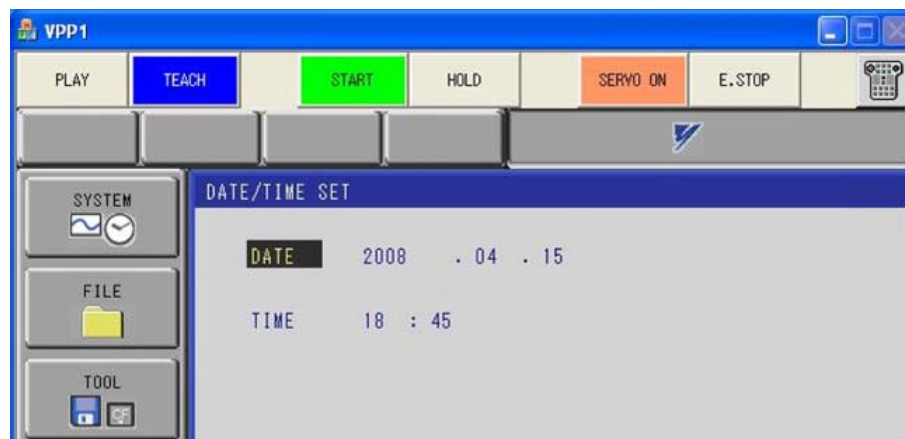 VPP1
PLAY TEACH START HOLD SERVO ON E.STOP
SYSTEM
DATE/TIME SET
DATE 2008 . 04 . 15
FILE
TIME 18 : 45
TOOL
CF